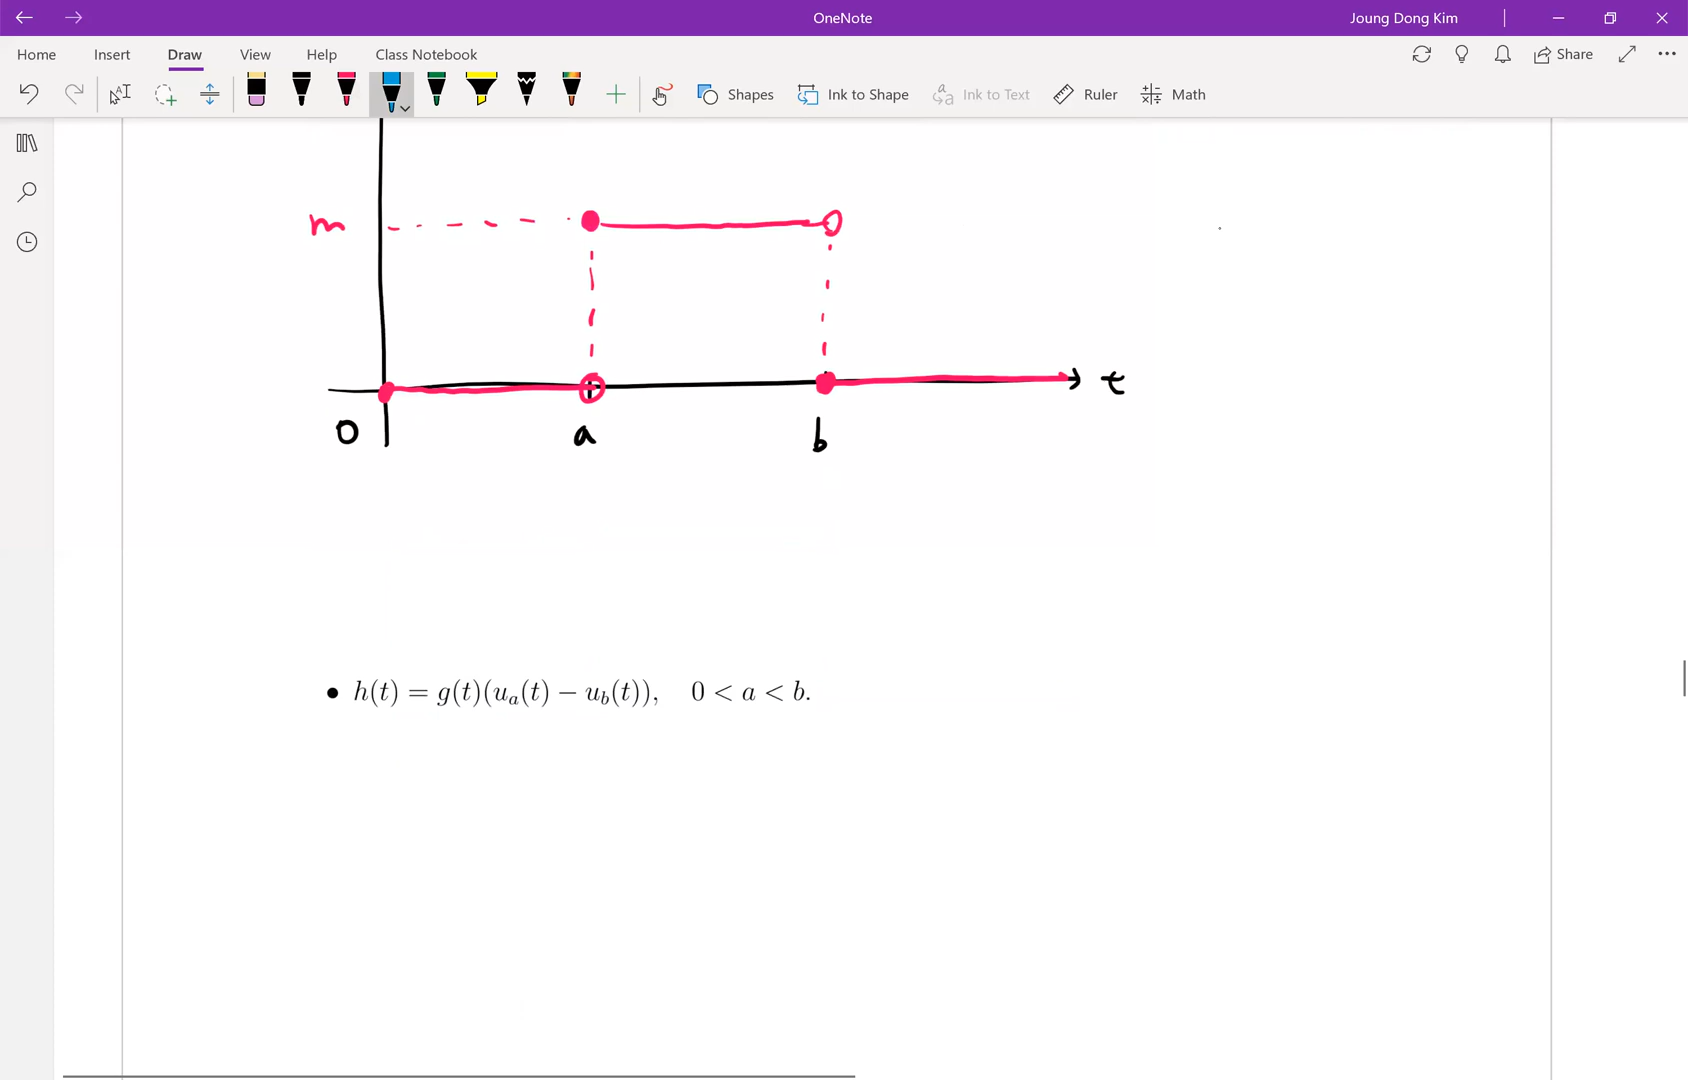 OneNote
Joung Dong Kim
Home Insert Draw View Help Class Notebook
Share
Shapes Ink to Shape Ink to Text Ruler Math
m
t
0 a b
• h(t) = g(t)(u_a(t) − u_b(t)), 0 < a < b.